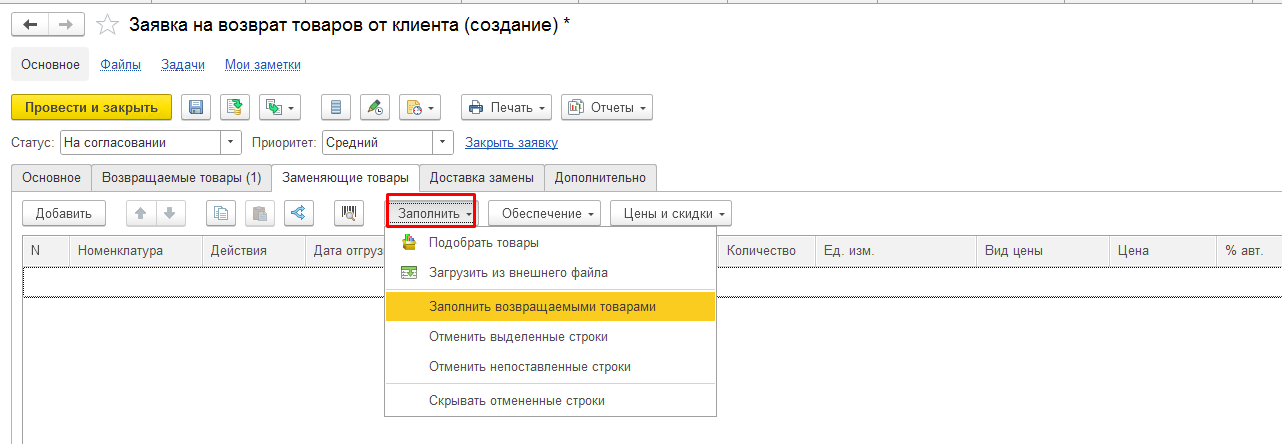 Заявка на возврат товаров от клиента (создание) *
Основное Файлы Задачи Мои заметки
Провести и закрыть Печать Отчеты
Статус: На согласовании Приоритет: Средний Закрыть заявку
Основное Возвращаемые товары (1) Заменяющие товары Доставка замены Дополнительно
Добавить Заполнить Обеспечение Цены и скидки
N Номенклатура Действия Дата отгруз Количество Ед. изм. Вид цены Цена % авт.
Подобрать товары
Загрузить из внешнего файла
Заполнить возвращаемыми товарами
Отменить выделенные строки
Отменить непоставленные строки
Скрывать отмененные строки